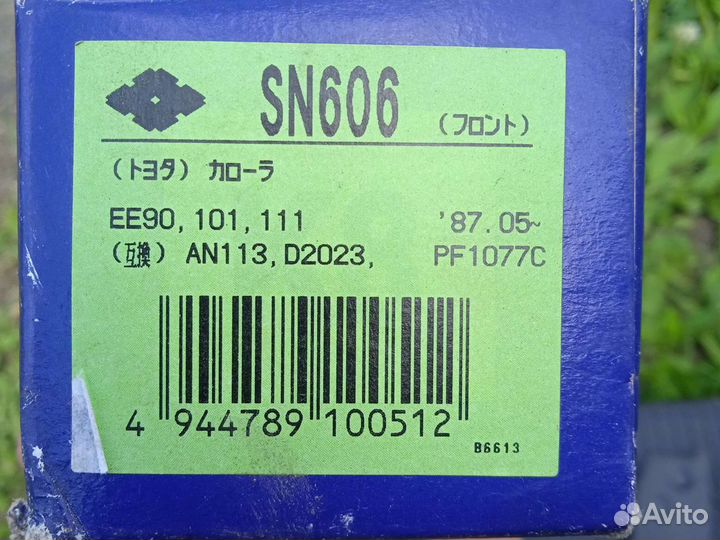 SN606 (フロント)
(トヨタ) カローラ
EE90, 101, 111 '87. 05~
(互換) AN113, D2023, PF1077C
4 944789 100512
B6613
Avito